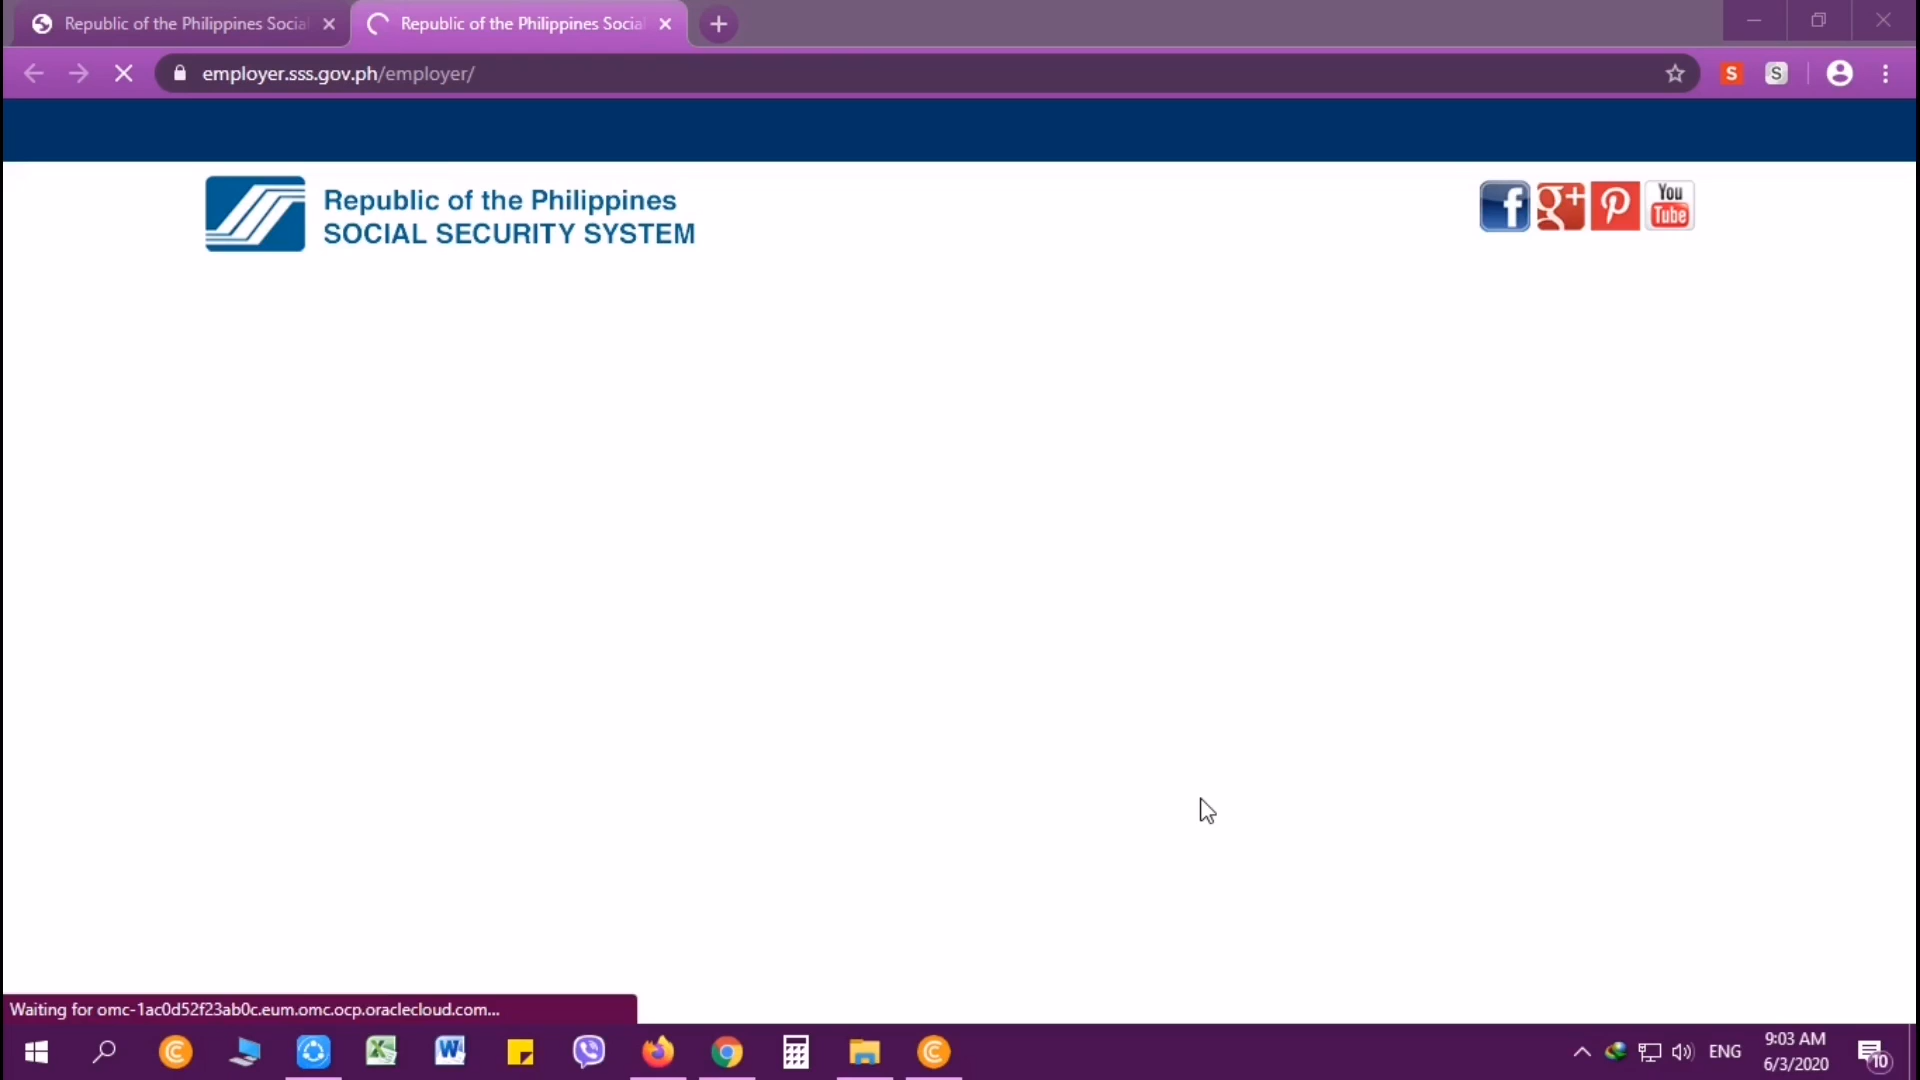 Republic of the Philippines Socia
Republic of the Philippines Socia
employer.sss.gov.ph/employer/
S
S
Republic of the Philippines
SOCIAL SECURITY SYSTEM
f
g+
You
Tube
Waiting for omc-1ac0d52f23ab0c.eum.omc.ocp.oraclecloud.com...
ENG
9:03 AM
6/3/2020
10